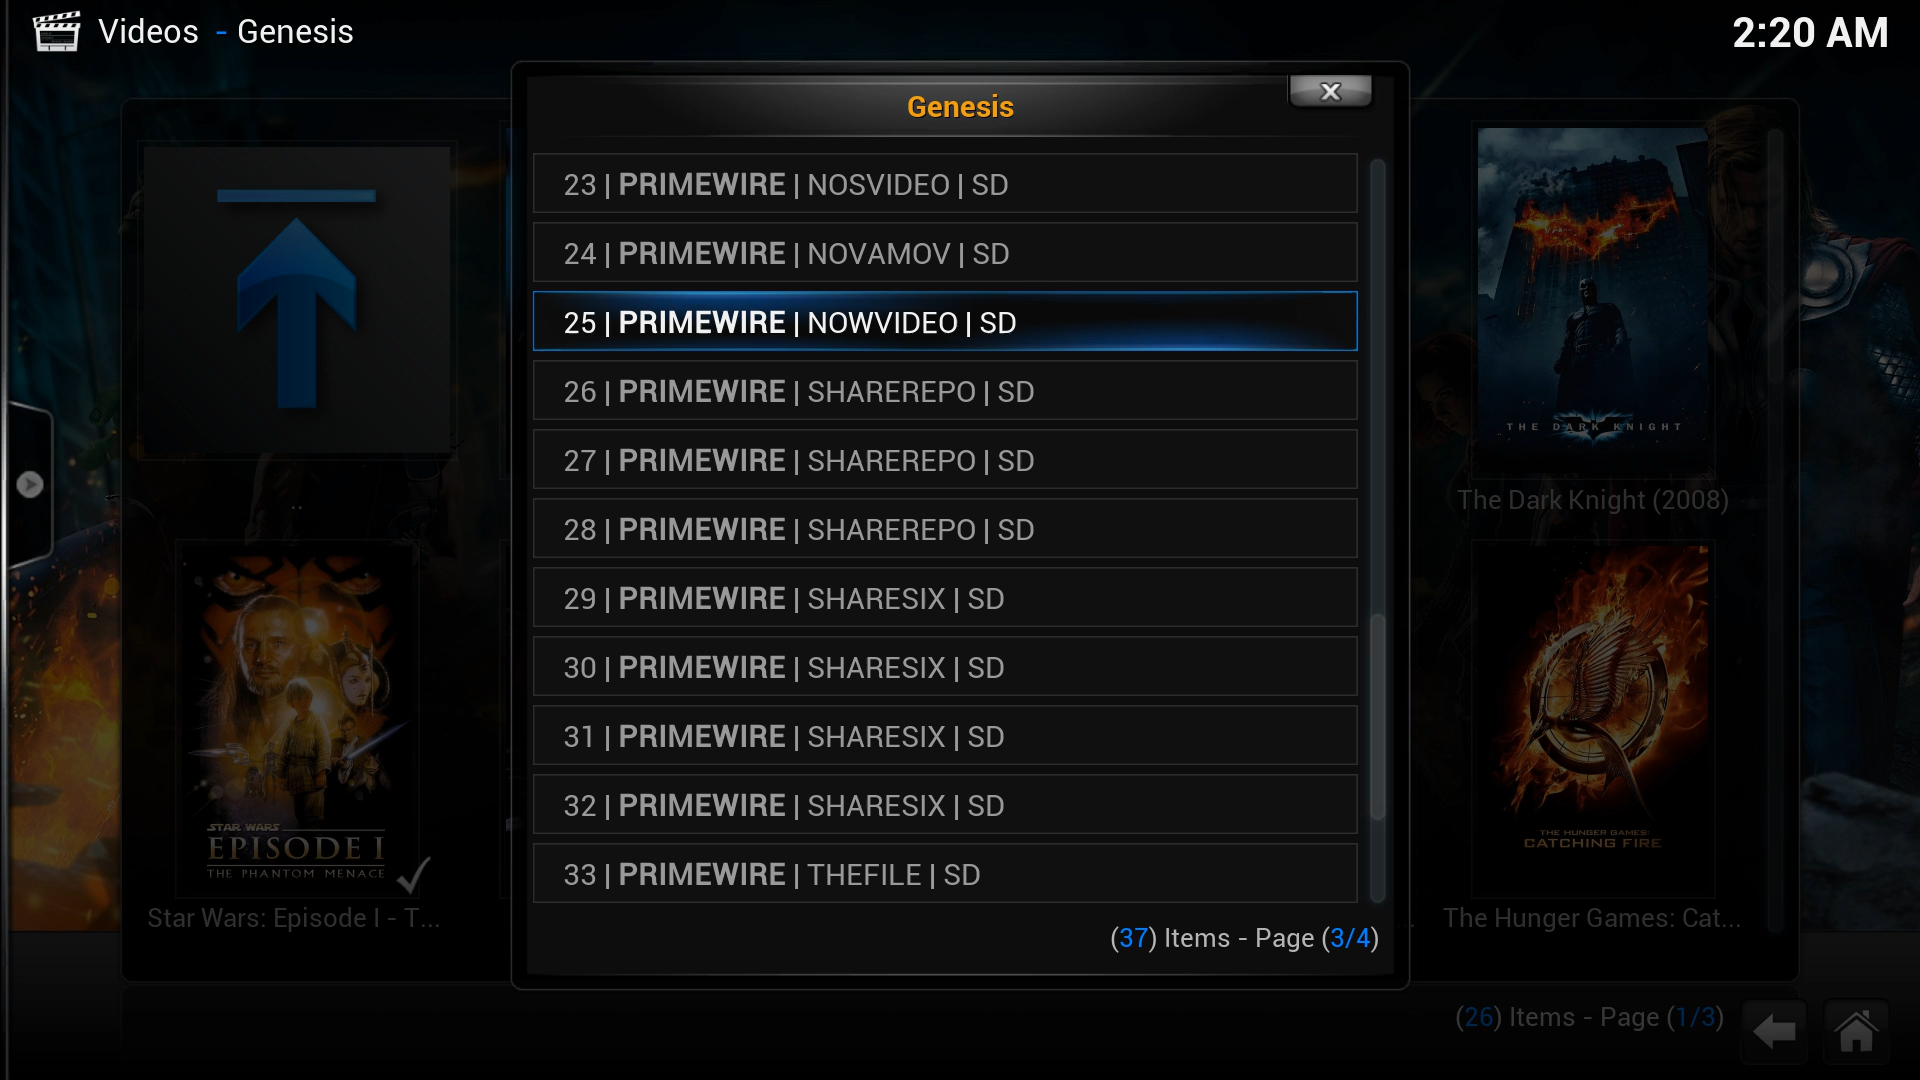 Videos - Genesis
2:20 AM
Genesis
x
23 | PRIMEWIRE | NOSVIDEO | SD
24 | PRIMEWIRE | NOVAMOV | SD
25 | PRIMEWIRE | NOWVIDEO | SD
26 | PRIMEWIRE | SHAREREPO | SD
27 | PRIMEWIRE | SHAREREPO | SD
28 | PRIMEWIRE | SHAREREPO | SD
29 | PRIMEWIRE | SHARESIX | SD
30 | PRIMEWIRE | SHARESIX | SD
31 | PRIMEWIRE | SHARESIX | SD
32 | PRIMEWIRE | SHARESIX | SD
33 | PRIMEWIRE | THEFILE | SD
(37) Items - Page (3/4)
..
STAR WARS
EPISODE I
THE PHANTOM MENACE
Star Wars: Episode I - T...
THE DARK KNIGHT
The Dark Knight (2008)
THE HUNGER GAMES:
CATCHING FIRE
The Hunger Games: Cat...
(26) Items - Page (1/3)